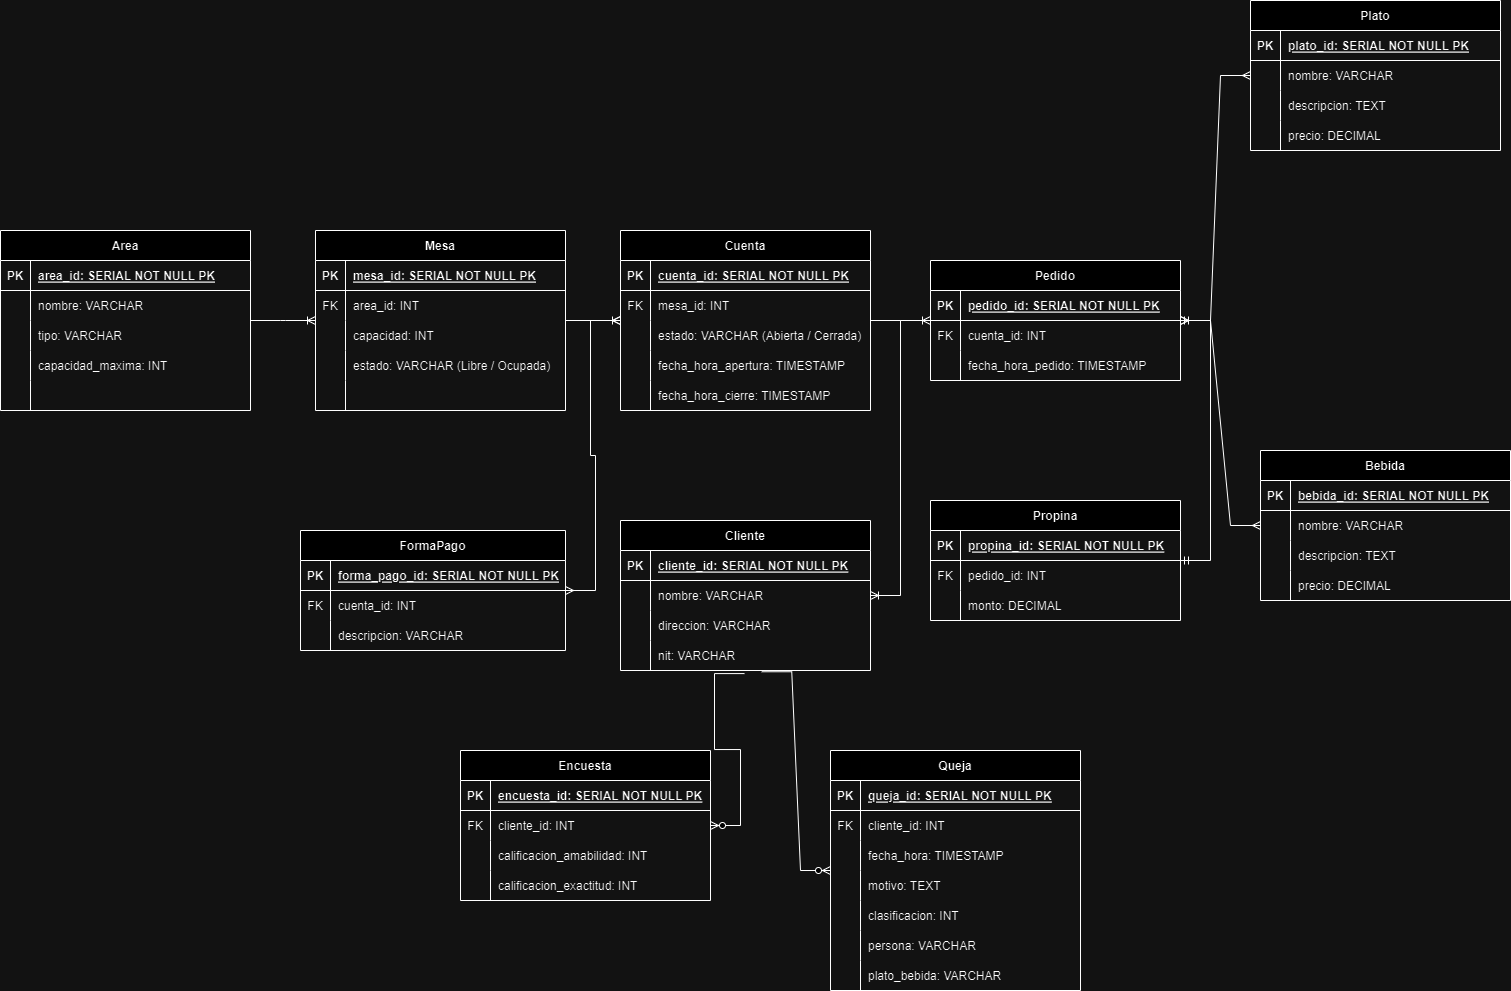 Plato
PK plato_id: SERIAL NOT NULL PK
nombre: VARCHAR
descripcion: TEXT
precio: DECIMAL
Area
PK area_id: SERIAL NOT NULL PK
nombre: VARCHAR
tipo: VARCHAR
capacidad_maxima: INT
Mesa
PK mesa_id: SERIAL NOT NULL PK
FK area_id: INT
capacidad: INT
estado: VARCHAR (Libre / Ocupada)
Cuenta
PK cuenta_id: SERIAL NOT NULL PK
FK mesa_id: INT
estado: VARCHAR (Abierta / Cerrada)
fecha_hora_apertura: TIMESTAMP
fecha_hora_cierre: TIMESTAMP
Pedido
PK pedido_id: SERIAL NOT NULL PK
FK cuenta_id: INT
fecha_hora_pedido: TIMESTAMP
Bebida
PK bebida_id: SERIAL NOT NULL PK
nombre: VARCHAR
descripcion: TEXT
precio: DECIMAL
FormaPago
PK forma_pago_id: SERIAL NOT NULL PK
FK cuenta_id: INT
descripcion: VARCHAR
Cliente
PK cliente_id: SERIAL NOT NULL PK
nombre: VARCHAR
direccion: VARCHAR
nit: VARCHAR
Propina
PK propina_id: SERIAL NOT NULL PK
FK pedido_id: INT
monto: DECIMAL
Encuesta
PK encuesta_id: SERIAL NOT NULL PK
FK cliente_id: INT
calificacion_amabilidad: INT
calificacion_exactitud: INT
Queja
PK queja_id: SERIAL NOT NULL PK
FK cliente_id: INT
fecha_hora: TIMESTAMP
motivo: TEXT
clasificacion: INT
persona: VARCHAR
plato_bebida: VARCHAR